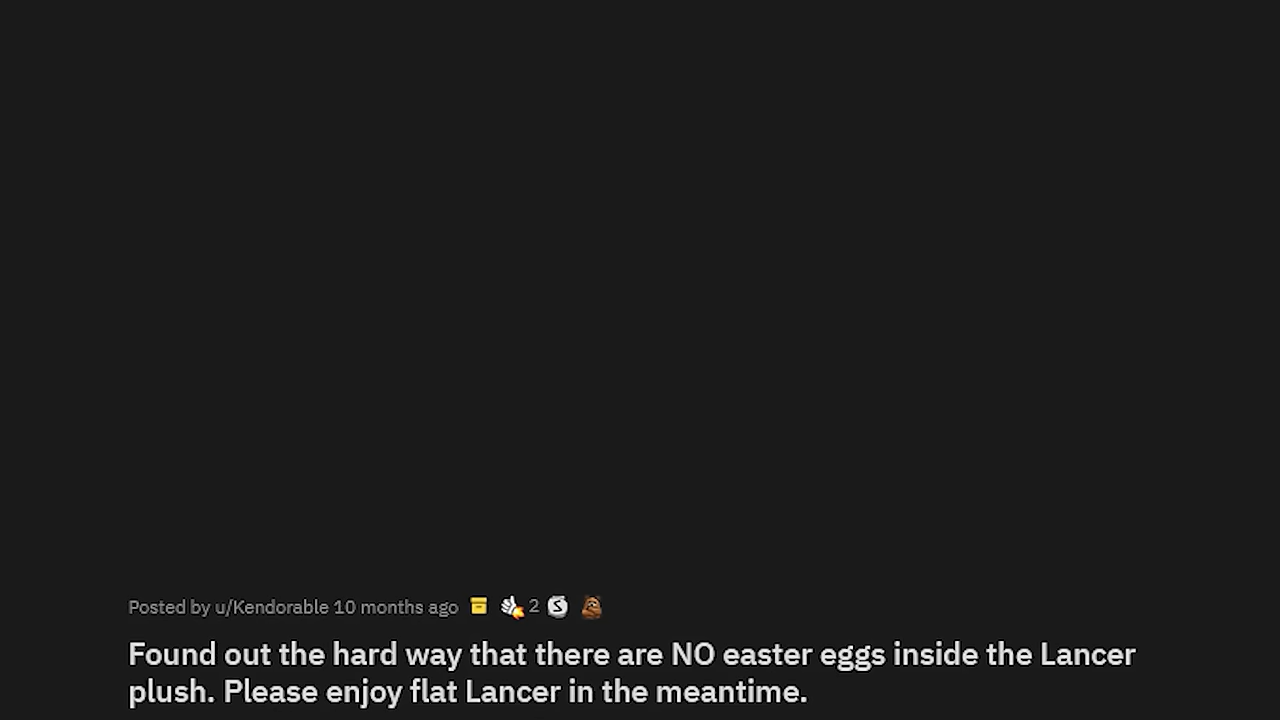 Posted by u/Kendorable 10 months ago 2
Found out the hard way that there are NO easter eggs inside the Lancer
plush. Please enjoy flat Lancer in the meantime.